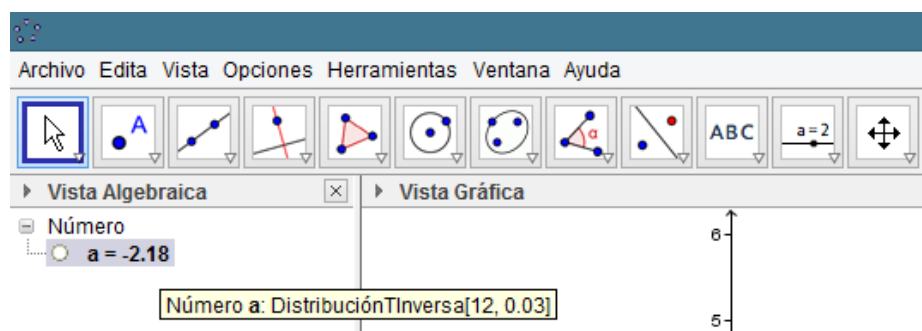 Archivo Edita Vista Opciones Herramientas Ventana Ayuda
A
α
ABC
a=2
Vista Algebraica
Vista Gráfica
Número
a = -2.18
Número a: DistribuciónTInversa[12, 0.03]
6
5